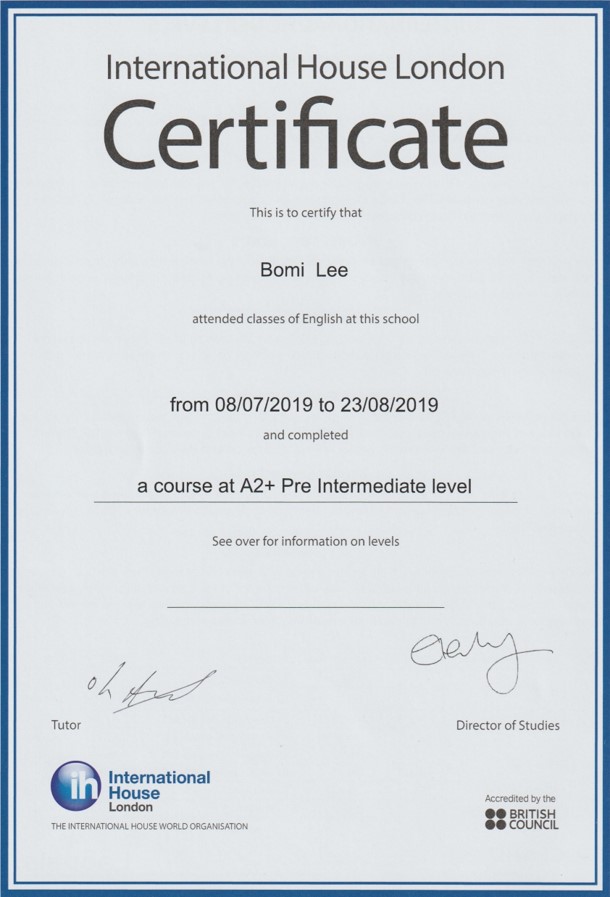 International House London
Certificate
This is to certify that
Bomi Lee
attended classes of English at this school
from 08/07/2019 to 23/08/2019
and completed
a course at A2+ Pre Intermediate level
See over for information on levels
Tutor
Director of Studies
ih International
House
London
THE INTERNATIONAL HOUSE WORLD ORGANISATION
Accredited by the
BRITISH
COUNCIL